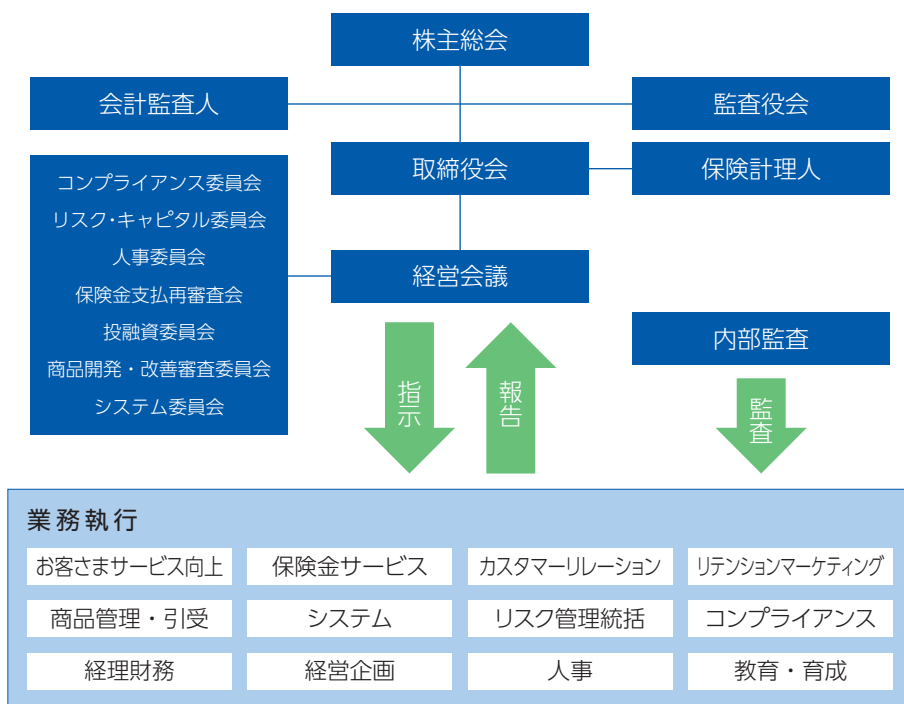 株主総会
会計監査人
監査役会
取締役会
保険計理人
コンプライアンス委員会
リスク・キャピタル委員会
人事委員会
保険金支払再審査会
投融資委員会
商品開発・改善審査委員会
システム委員会
経営会議
内部監査
指示
報告
監査
業務執行
お客さまサービス向上
保険金サービス
カスタマーリレーション
リテンションマーケティング
商品管理・引受
システム
リスク管理統括
コンプライアンス
経理財務
経営企画
人事
教育・育成